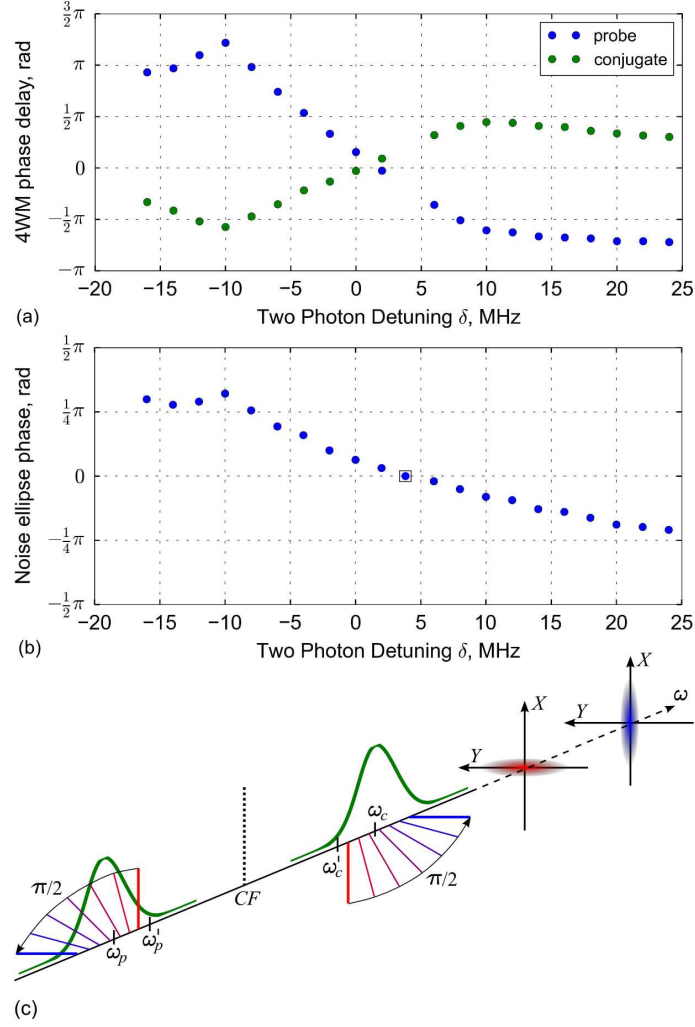 3/2 π
π
1/2 π
0
−1/2 π
−π
4WM phase delay, rad
probe
conjugate
−20 −15 −10 −5 0 5 10 15 20 25
(a) Two Photon Detuning δ, MHz
1/2 π
1/4 π
0
−1/4 π
−1/2 π
Noise ellipse phase, rad
−20 −15 −10 −5 0 5 10 15 20 25
Two Photon Detuning δ, MHz
(b)
X
ω
Y
X
Y
ω_c
ω'_c
π/2
π/2
CF
ω'_p
ω_p
(c)